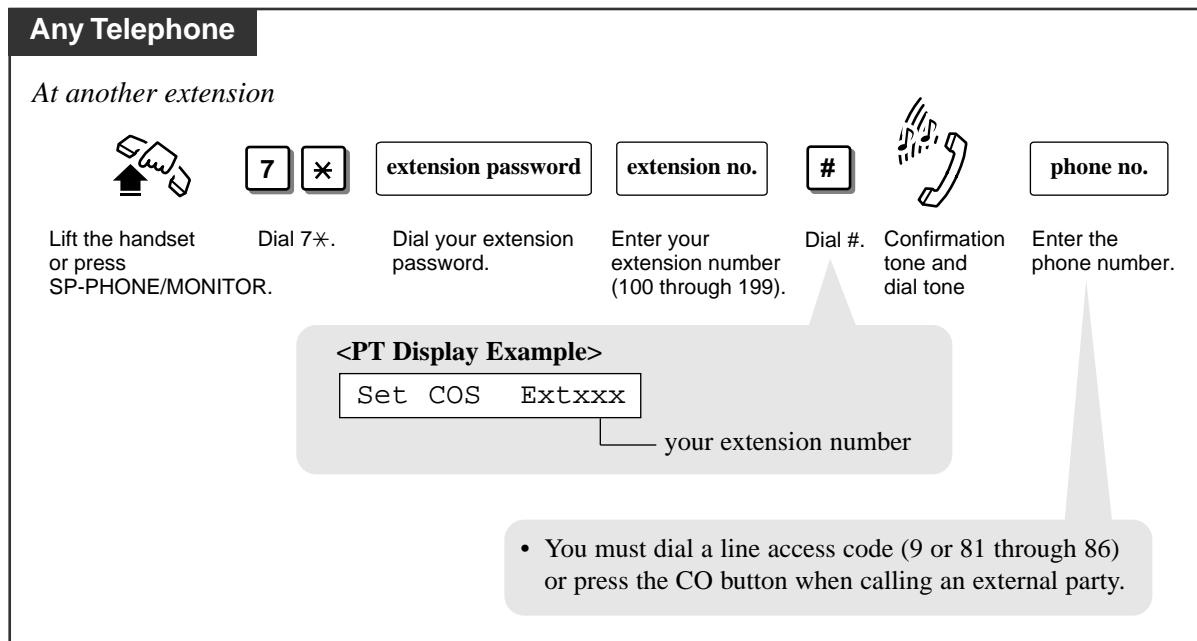 Any Telephone
At another extension
7 ✳ extension password extension no. # phone no.
Lift the handset
or press
SP-PHONE/MONITOR.
Dial 7✳.
Dial your extension
password.
Enter your
extension number
(100 through 199).
Dial #.
Confirmation
tone and
dial tone
Enter the
phone number.
<PT Display Example>
Set COS Extxxx
your extension number
• You must dial a line access code (9 or 81 through 86)
or press the CO button when calling an external party.